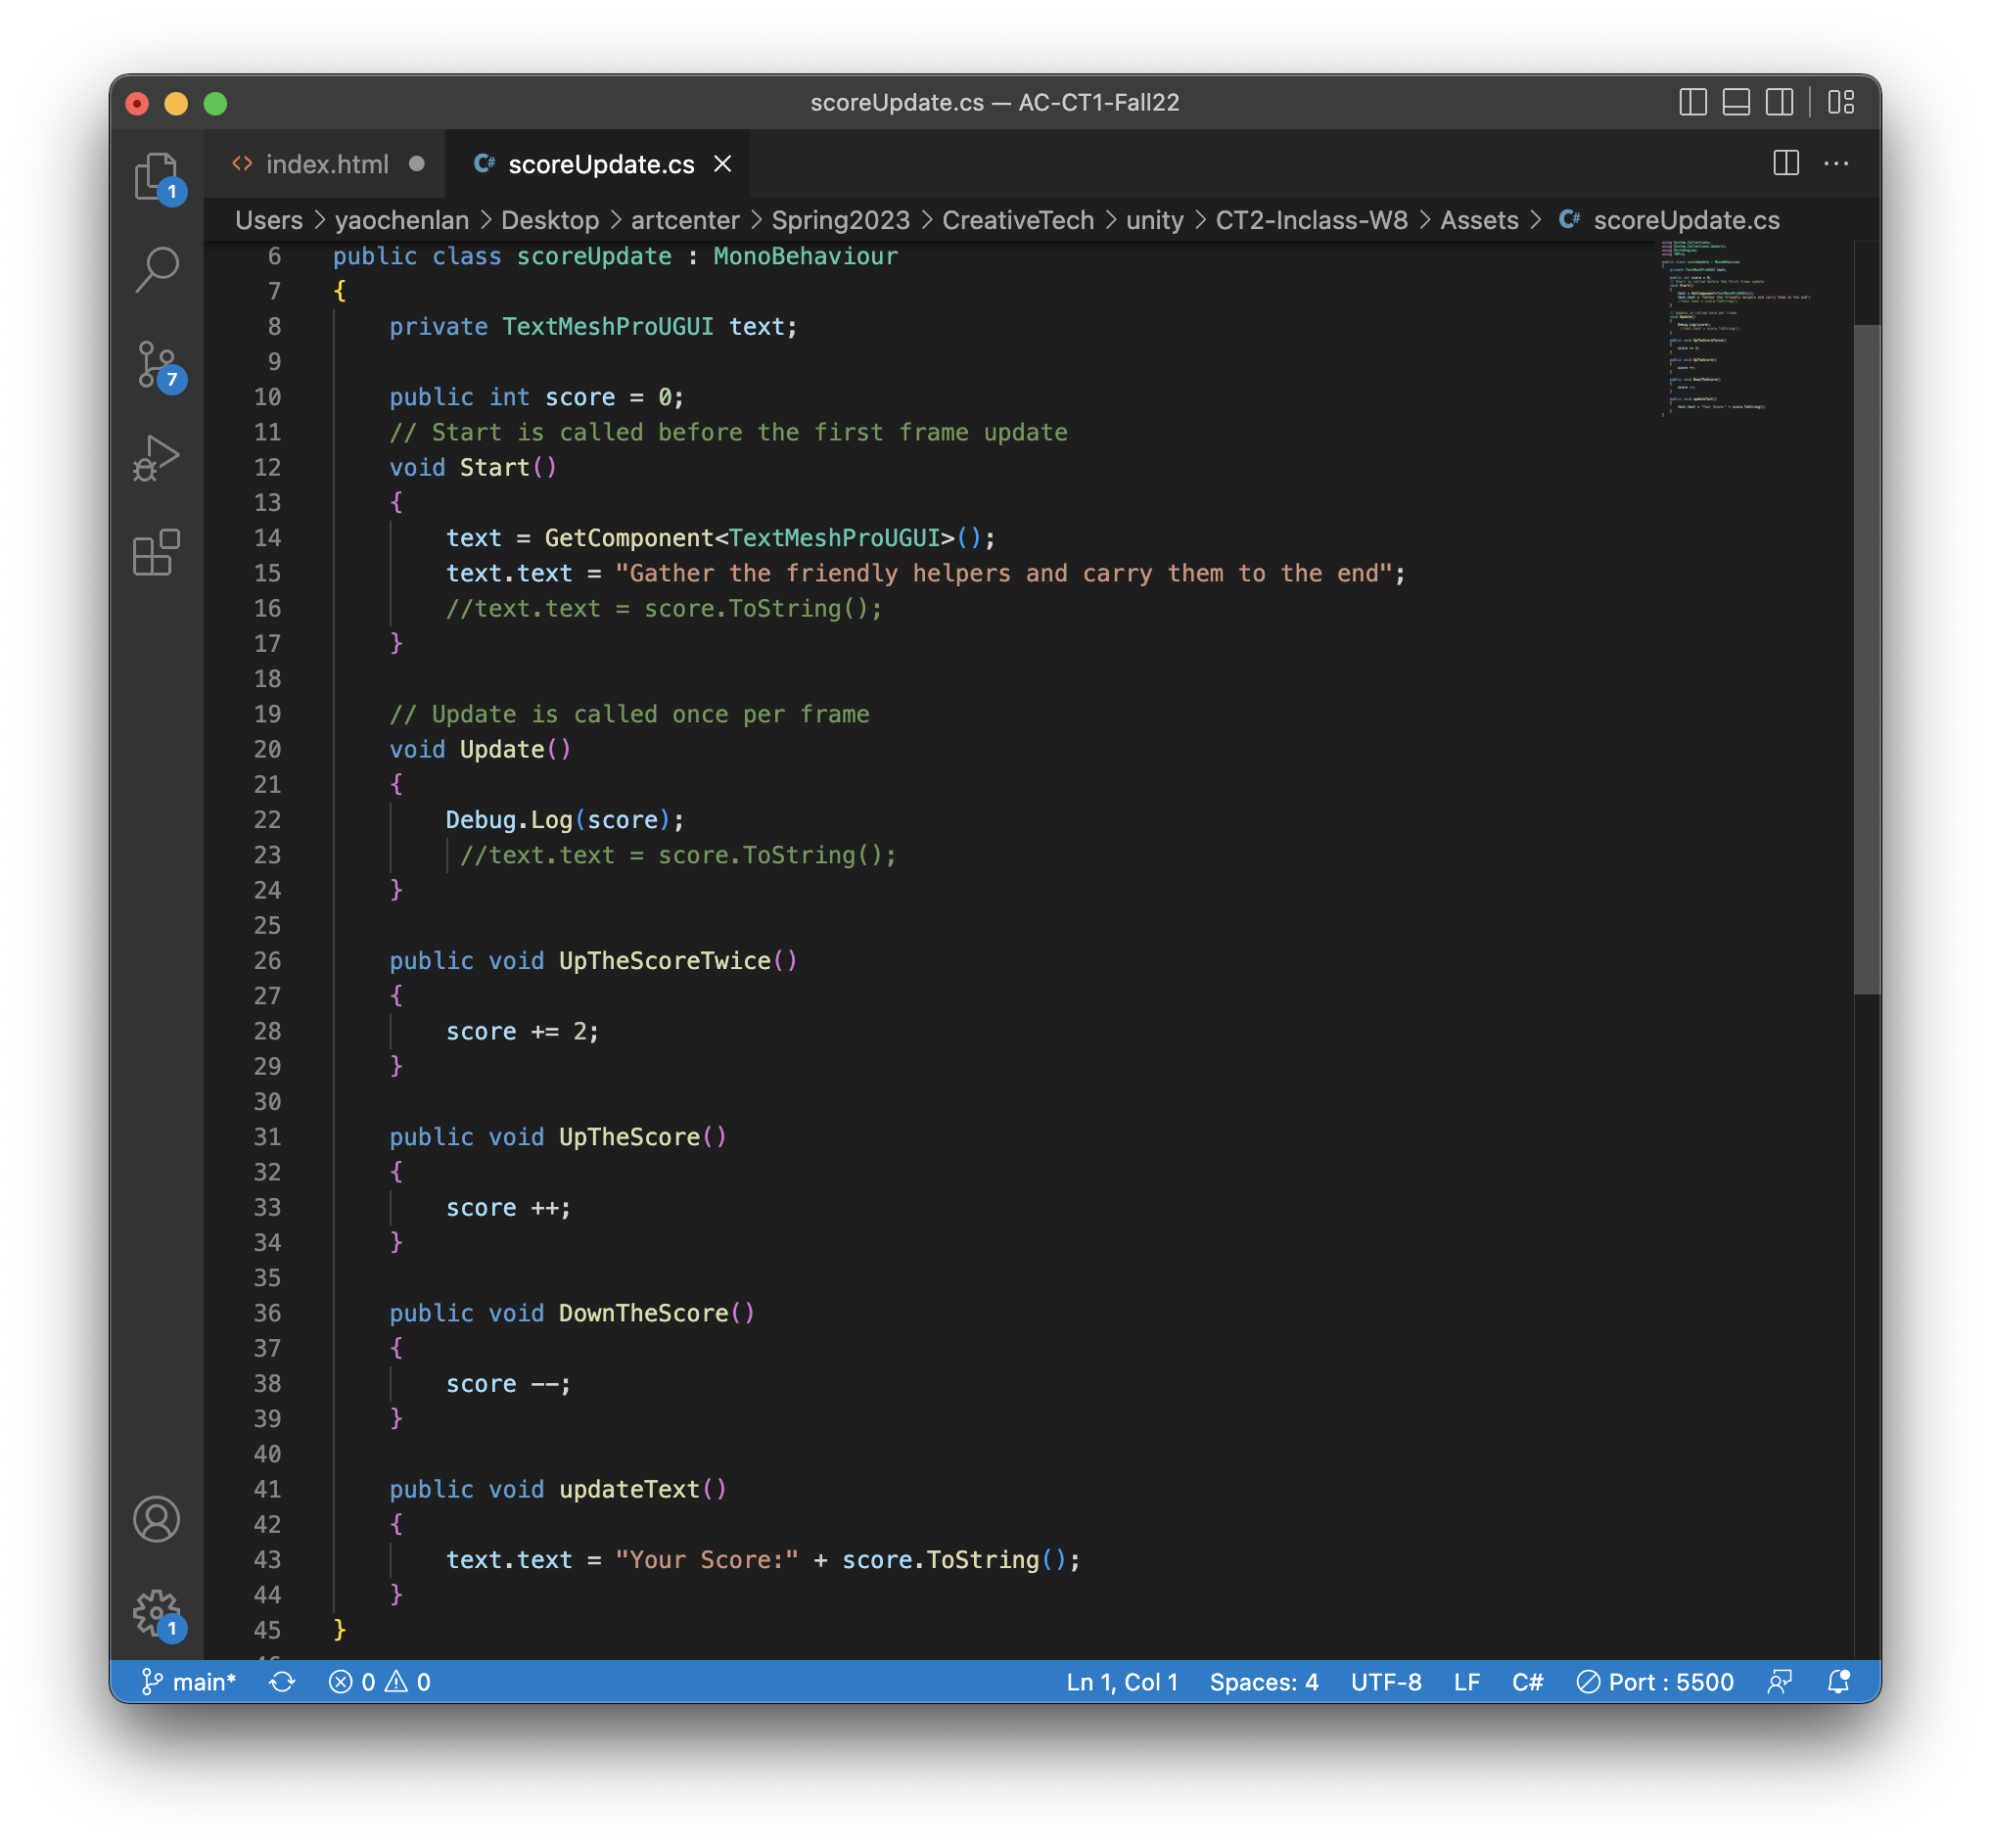 scoreUpdate.cs — AC-CT1-Fall22
<> index.html ● C# scoreUpdate.cs ×
Users > yaochenlan > Desktop > artcenter > Spring2023 > CreativeTech > unity > CT2-Inclass-W8 > Assets > C# scoreUpdate.cs
1
7
1
6 public class scoreUpdate : MonoBehaviour
7 {
8     private TextMeshProUGUI text;
9
10     public int score = 0;
11     // Start is called before the first frame update
12     void Start()
13     {
14         text = GetComponent<TextMeshProUGUI>();
15         text.text = "Gather the friendly helpers and carry them to the end";
16         //text.text = score.ToString();
17     }
18
19     // Update is called once per frame
20     void Update()
21     {
22         Debug.Log(score);
23          //text.text = score.ToString();
24     }
25
26     public void UpTheScoreTwice()
27     {
28         score += 2;
29     }
30
31     public void UpTheScore()
32     {
33         score ++;
34     }
35
36     public void DownTheScore()
37     {
38         score --;
39     }
40
41     public void updateText()
42     {
43         text.text = "Your Score:" + score.ToString();
44     }
45 }
main* 0 0 Ln 1, Col 1 Spaces: 4 UTF-8 LF C# Port : 5500